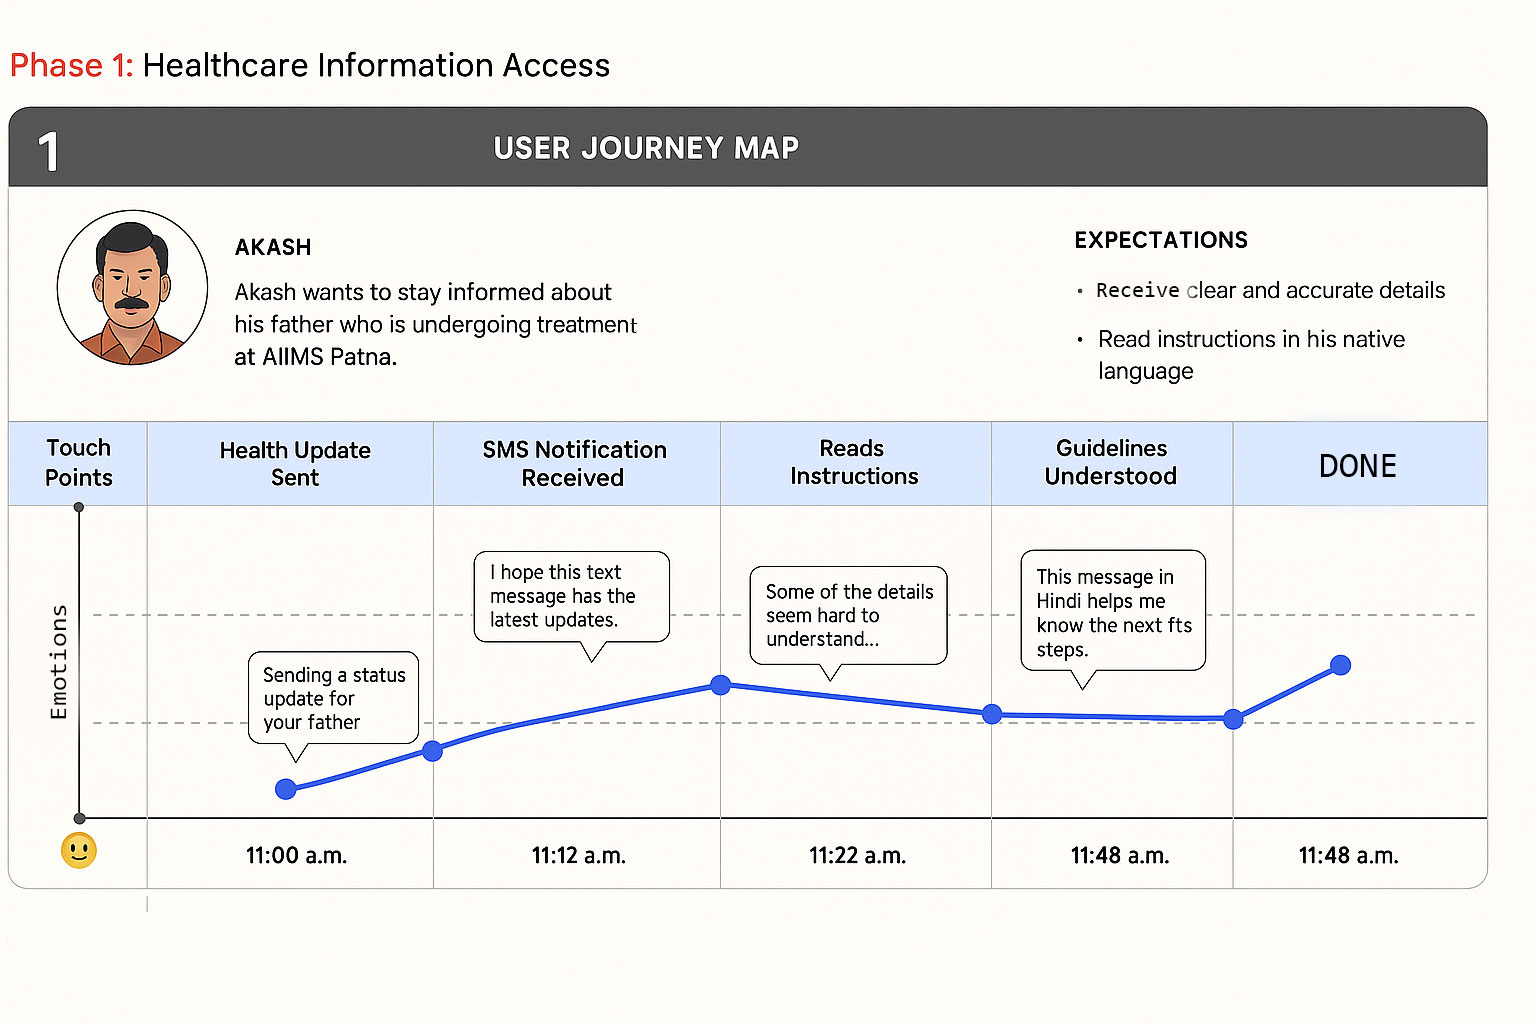 Phase 1: Healthcare Information Access
1
USER JOURNEY MAP
AKASH
Akash wants to stay informed about
his father who is undergoing treatment
at AIIMS Patna.
EXPECTATIONS
• Receive clear and accurate details
• Read instructions in his native
language
Touch
Points
Health Update
Sent
SMS Notification
Received
Reads
Instructions
Guidelines
Understood
DONE
Emotions
Sending a status
update for
your father
I hope this text
message has the
latest updates.
Some of the details
seem hard to
understand...
This message in
Hindi helps me
know the next fts
steps.
11:00 a.m.
11:12 a.m.
11:22 a.m.
11:48 a.m.
11:48 a.m.